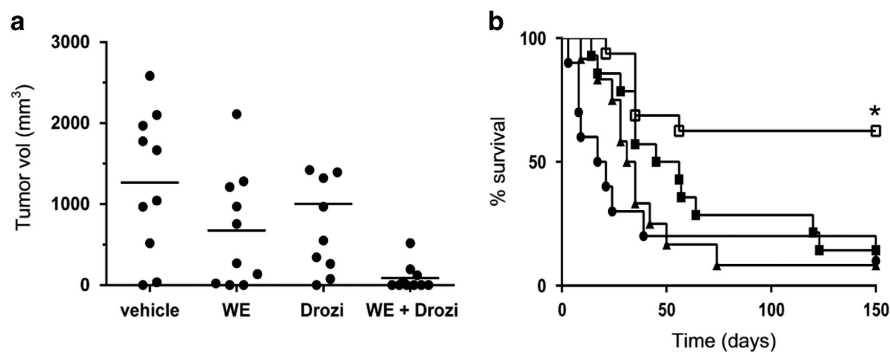 a
Tumor vol (mm³)
3000
2000
1000
0
vehicle WE Drozi WE + Drozi
b
% survival
100
50
0
*
0 50 100 150
Time (days)